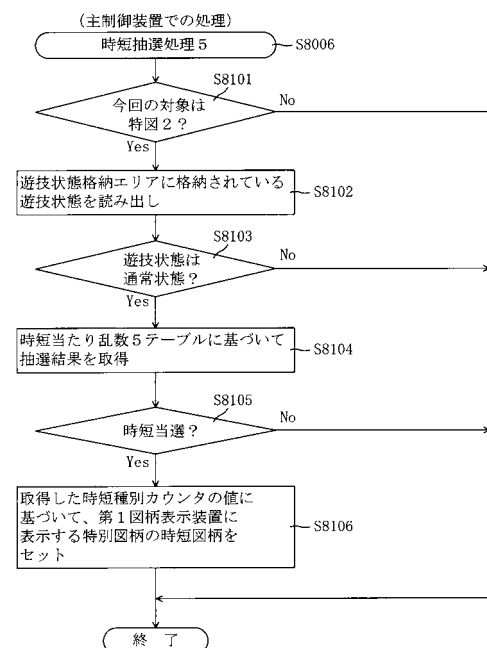 (主制御装置での処理)
時短抽選処理5
S8006
S8101
今回の対象は
特図2?
No
Yes
遊技状態格納エリアに格納されている
遊技状態を読み出し
S8102
S8103
遊技状態は
通常状態?
No
Yes
時短当たり乱数5テーブルに基づいて
抽選結果を取得
S8104
S8105
時短当選?
No
Yes
取得した時短種別カウンタの値に
基づいて、第1図柄表示装置に
表示する特別図柄の時短図柄を
セット
S8106
終 了